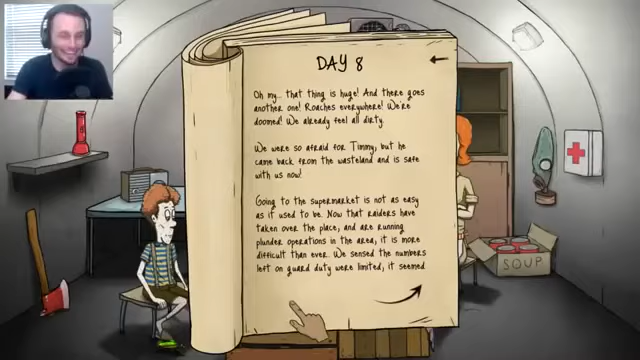 DAY 8
Oh my... that thing is huge! And there goes
another one! Roaches everywhere! We're
doomed! We already feel all dirty.
We were so afraid for Timmy, but he
came back from the wasteland and is safe
with us now!
Going to the supermarket is not as easy
as it used to be. Now that raiders have
taken over the place, and are running
plunder operations in the area, it is more
difficult than ever. We sensed the numbers
left on guard duty were limited, it seemed
SOUP